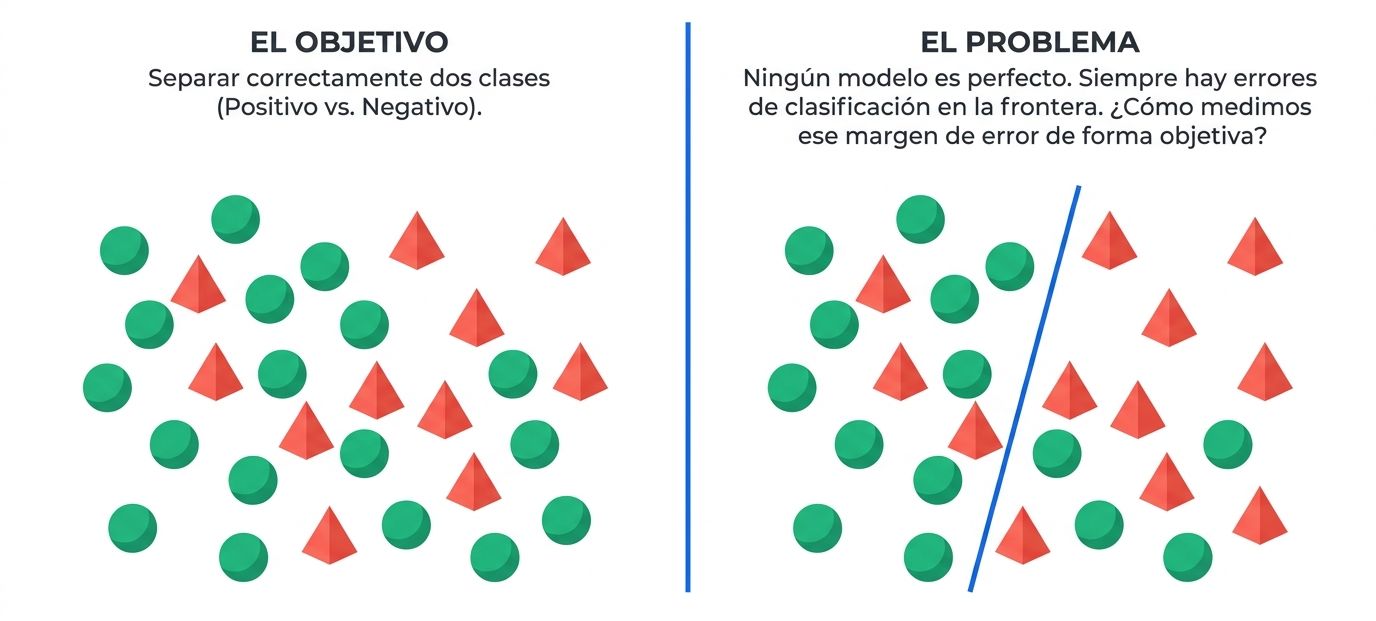 EL OBJETIVO
Separar correctamente dos clases
(Positivo vs. Negativo).
EL PROBLEMA
Ningún modelo es perfecto. Siempre hay errores
de clasificación en la frontera. ¿Cómo medimos
ese margen de error de forma objetiva?